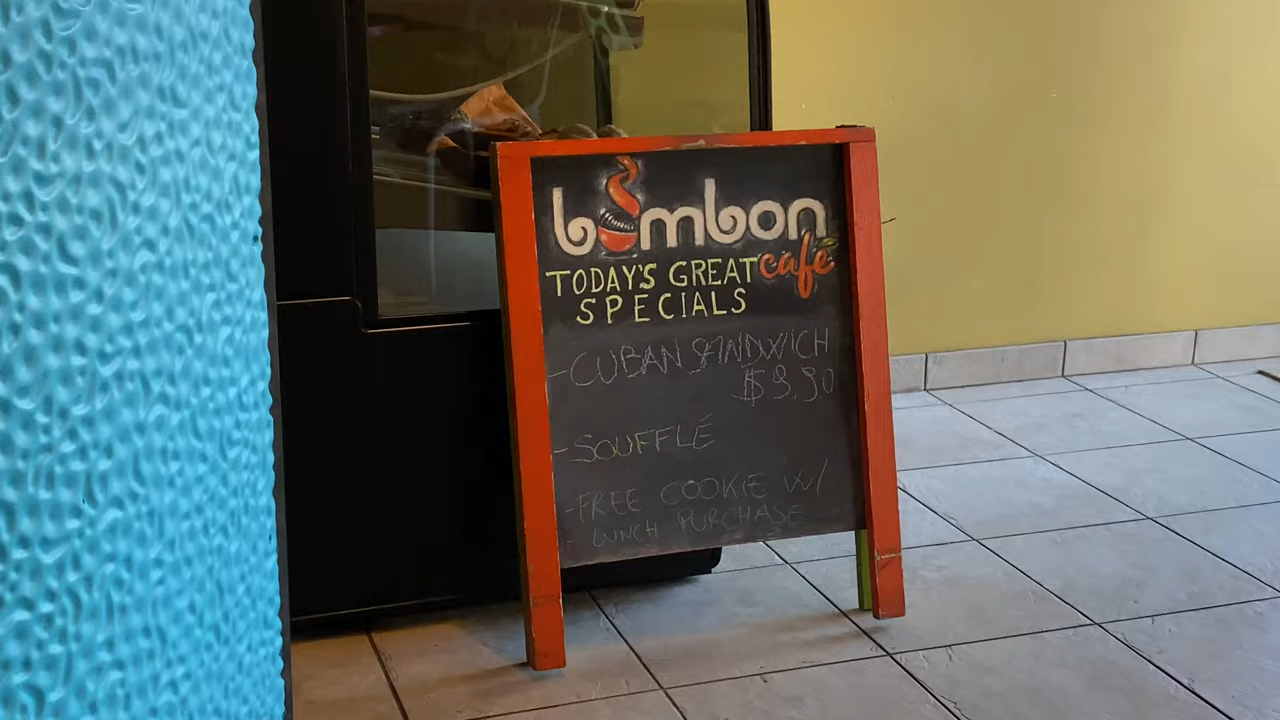 bombon
café
TODAY'S GREAT
SPECIALS
-CUBAN SANDWICH
$9.90
-SOUFFLÉ
-FREE COOKIE W/
LUNCH PURCHASE